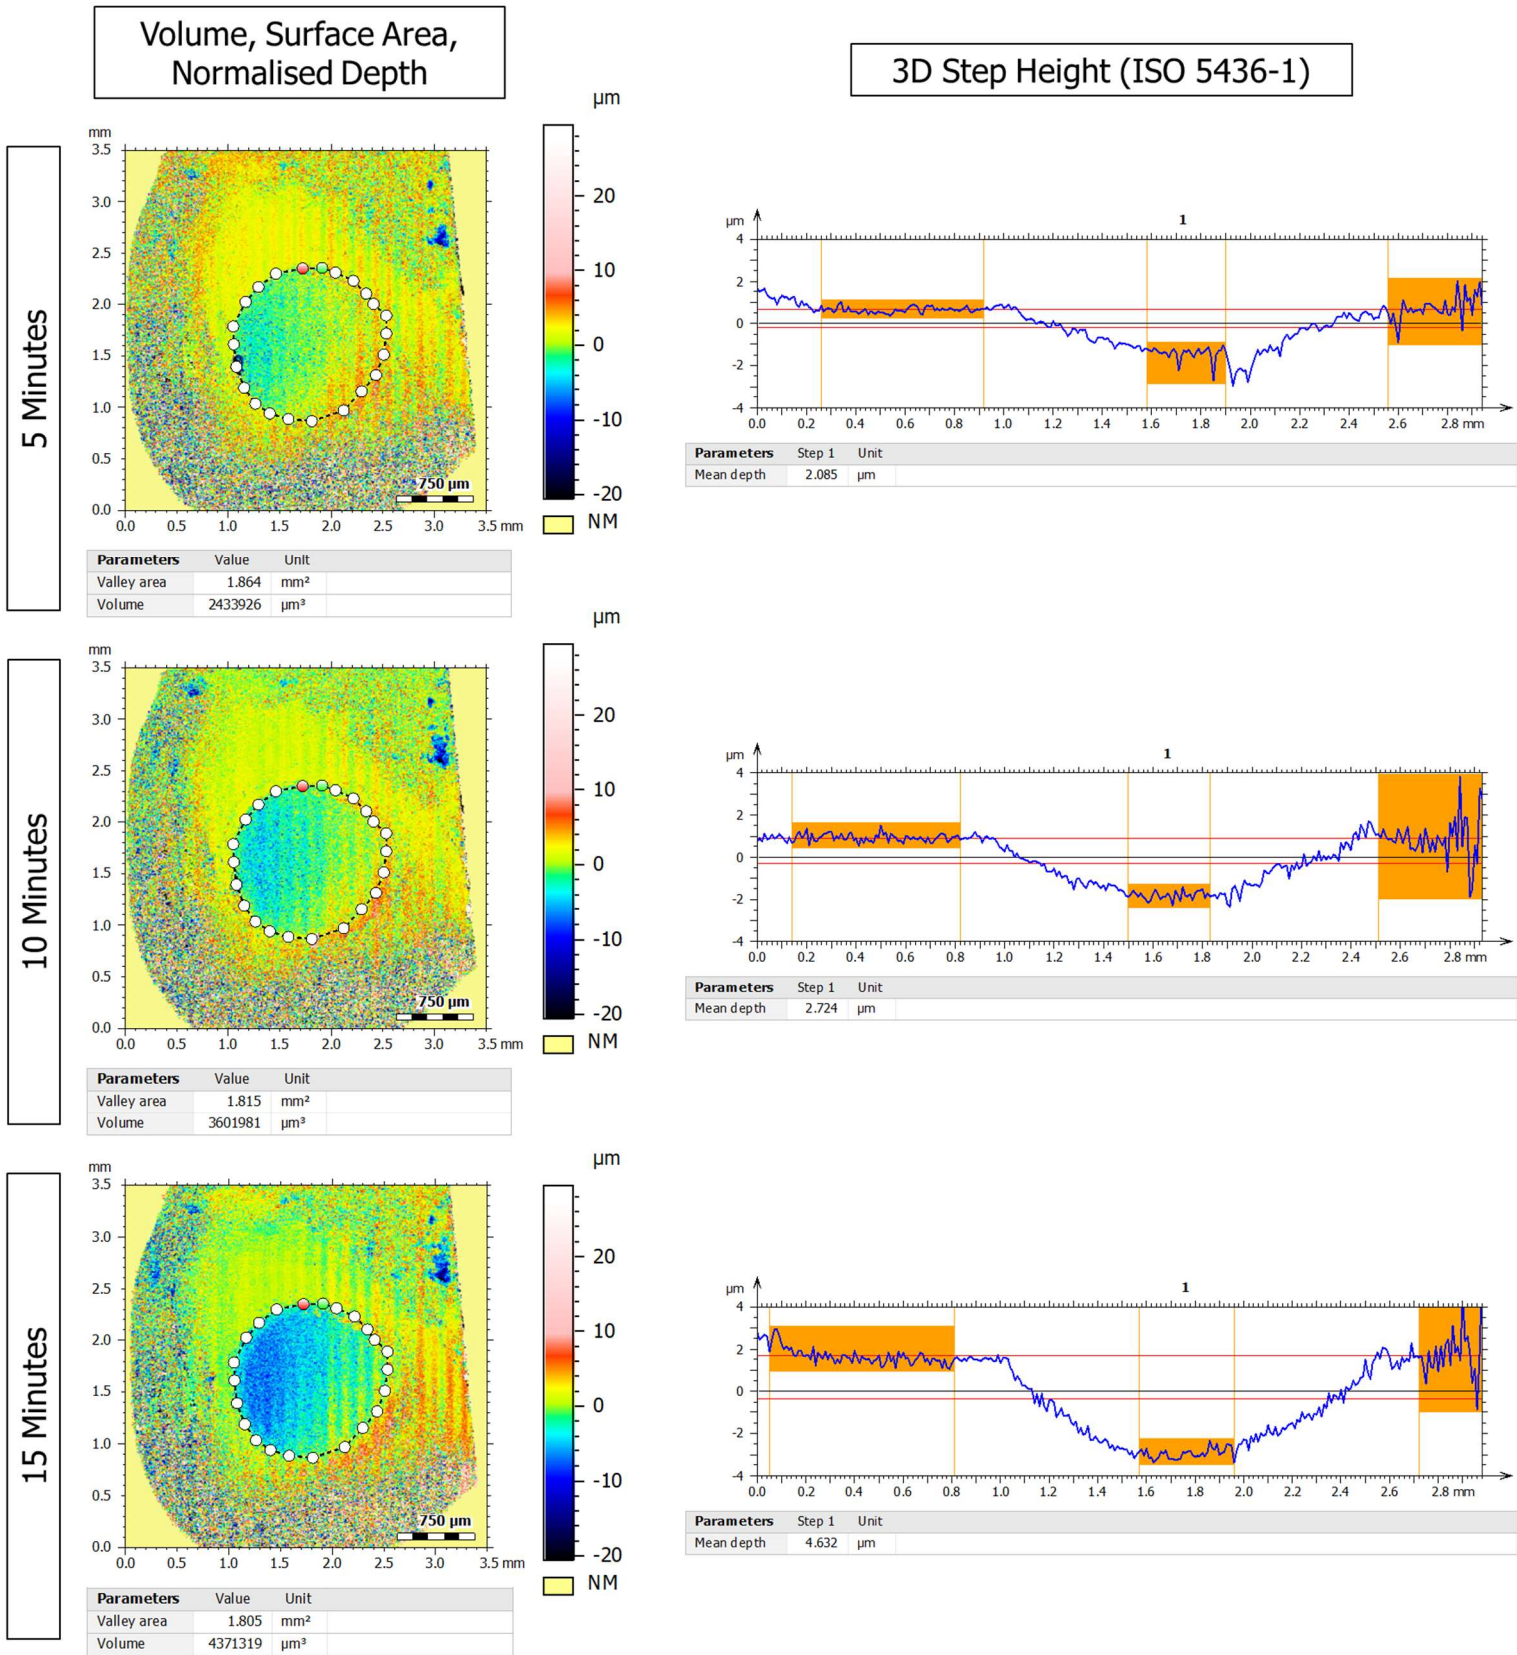 Volume, Surface Area,
Normalised Depth
3D Step Height (ISO 5436-1)
5 Minutes
mm
3.5
3.0
2.5
2.0
1.5
1.0
0.5
0.0
0.0 0.5 1.0 1.5 2.0 2.5 3.0 3.5 mm
750 µm
µm
20
10
0
-10
-20
NM
Parameters Value Unit
Valley area 1.864 mm²
Volume 2433926 µm³
1
µm
4
2
0
-2
-4
0.0 0.2 0.4 0.6 0.8 1.0 1.2 1.4 1.6 1.8 2.0 2.2 2.4 2.6 2.8 mm
Parameters Step 1 Unit
Mean depth 2.085 µm
10 Minutes
mm
3.5
3.0
2.5
2.0
1.5
1.0
0.5
0.0
0.0 0.5 1.0 1.5 2.0 2.5 3.0 3.5 mm
750 µm
µm
20
10
0
-10
-20
NM
Parameters Value Unit
Valley area 1.815 mm²
Volume 3601981 µm³
1
µm
4
2
0
-2
-4
0.0 0.2 0.4 0.6 0.8 1.0 1.2 1.4 1.6 1.8 2.0 2.2 2.4 2.6 2.8 mm
Parameters Step 1 Unit
Mean depth 2.724 µm
15 Minutes
mm
3.5
3.0
2.5
2.0
1.5
1.0
0.5
0.0
0.0 0.5 1.0 1.5 2.0 2.5 3.0 3.5 mm
750 µm
µm
20
10
0
-10
-20
NM
Parameters Value Unit
Valley area 1.805 mm²
Volume 4371319 µm³
1
µm
4
2
0
-2
-4
0.0 0.2 0.4 0.6 0.8 1.0 1.2 1.4 1.6 1.8 2.0 2.2 2.4 2.6 2.8 mm
Parameters Step 1 Unit
Mean depth 4.632 µm